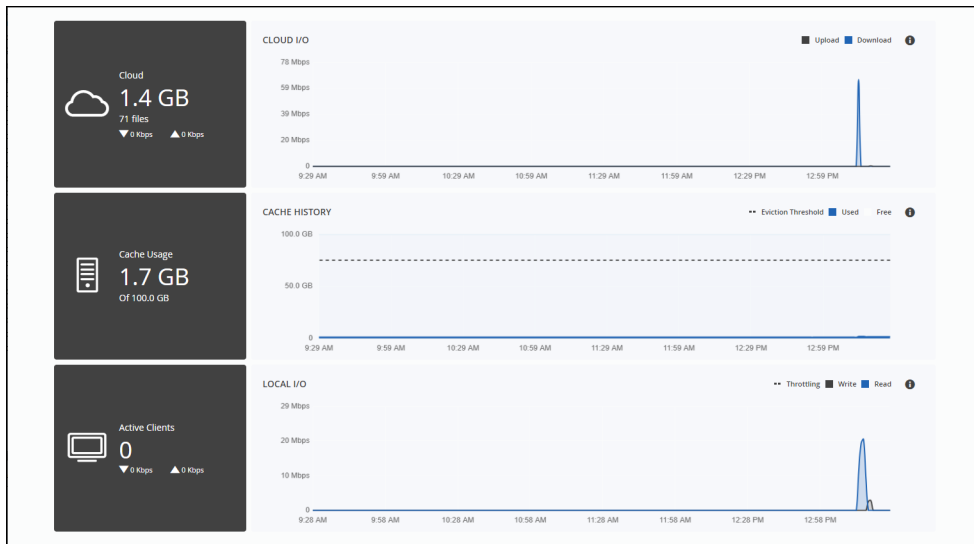 Cloud
1.4 GB
71 files
0 Kbps 0 Kbps
CLOUD I/O
Upload Download
78 Mbps
59 Mbps
39 Mbps
20 Mbps
0
9:29 AM 9:59 AM 10:29 AM 10:59 AM 11:29 AM 11:59 AM 12:29 PM 12:59 PM
Cache Usage
1.7 GB
Of 100.0 GB
CACHE HISTORY
Eviction Threshold Used Free
100.0 GB
50.0 GB
0
9:29 AM 9:59 AM 10:29 AM 10:59 AM 11:29 AM 11:59 AM 12:29 PM 12:59 PM
Active Clients
0
0 Kbps 0 Kbps
LOCAL I/O
Throttling Write Read
29 Mbps
20 Mbps
10 Mbps
0
9:28 AM 9:58 AM 10:28 AM 10:58 AM 11:28 AM 11:58 AM 12:28 PM 12:58 PM